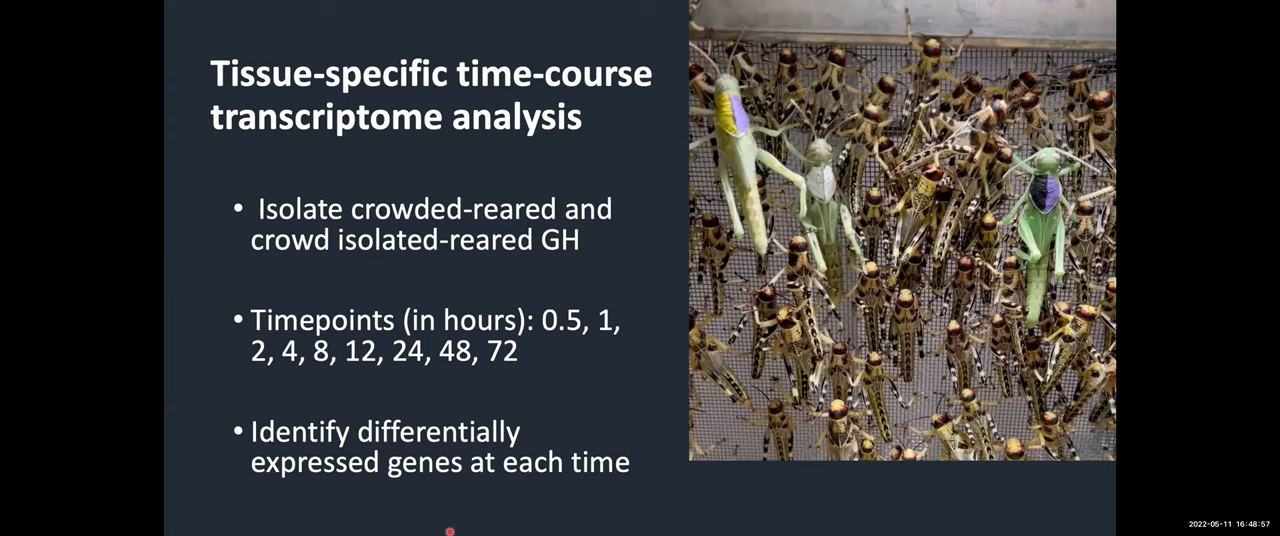 Tissue-specific time-course
transcriptome analysis
• Isolate crowded-reared and
crowd isolated-reared GH
• Timepoints (in hours): 0.5, 1,
2, 4, 8, 12, 24, 48, 72
• Identify differentially
expressed genes at each time
2022-05-11 16:48:57